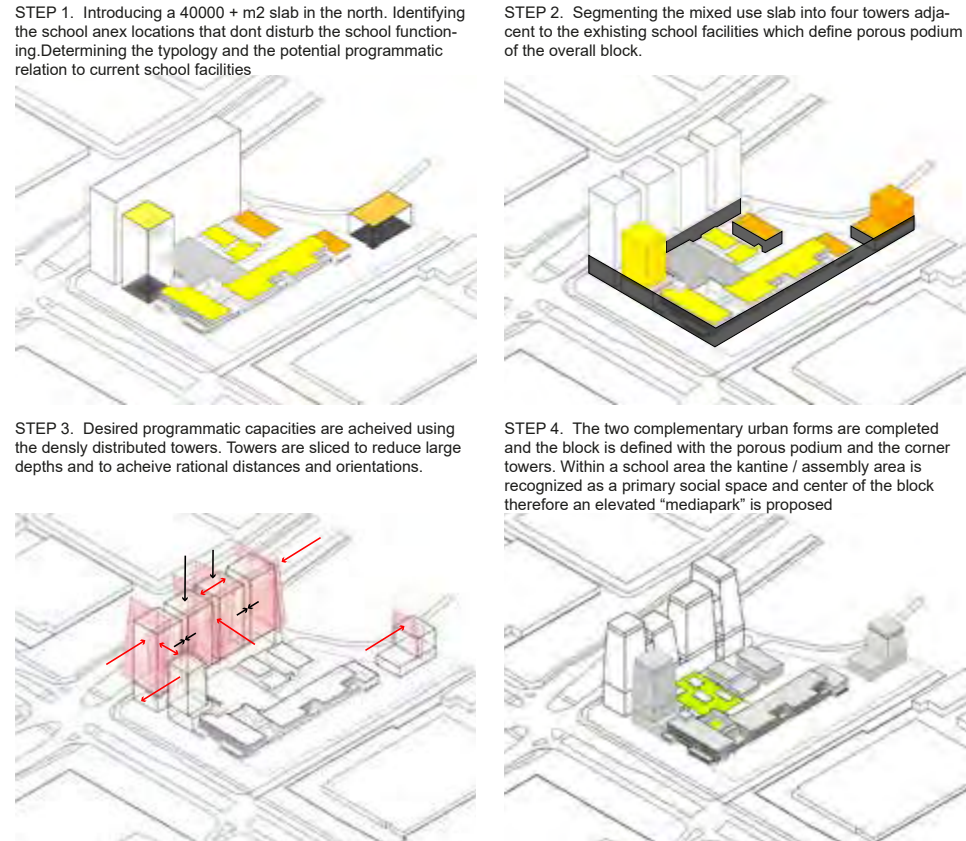 STEP 1.  Introducing a 40000 + m2 slab in the north. Identifying
the school anex locations that dont disturb the school function-
ing.Determining the typology and the potential programmatic
relation to current school facilities
STEP 2.  Segmenting the mixed use slab into four towers adja-
cent to the exhisting school facilities which define porous podium
of the overall block.
STEP 3.  Desired programmatic capacities are acheived using
the densly distributed towers. Towers are sliced to reduce large
depths and to acheive rational distances and orientations.
STEP 4.  The two complementary urban forms are completed
and the block is defined with the porous podium and the corner
towers. Within a school area the kantine / assembly area is
recognized as a primary social space and center of the block
therefore an elevated “mediapark” is proposed